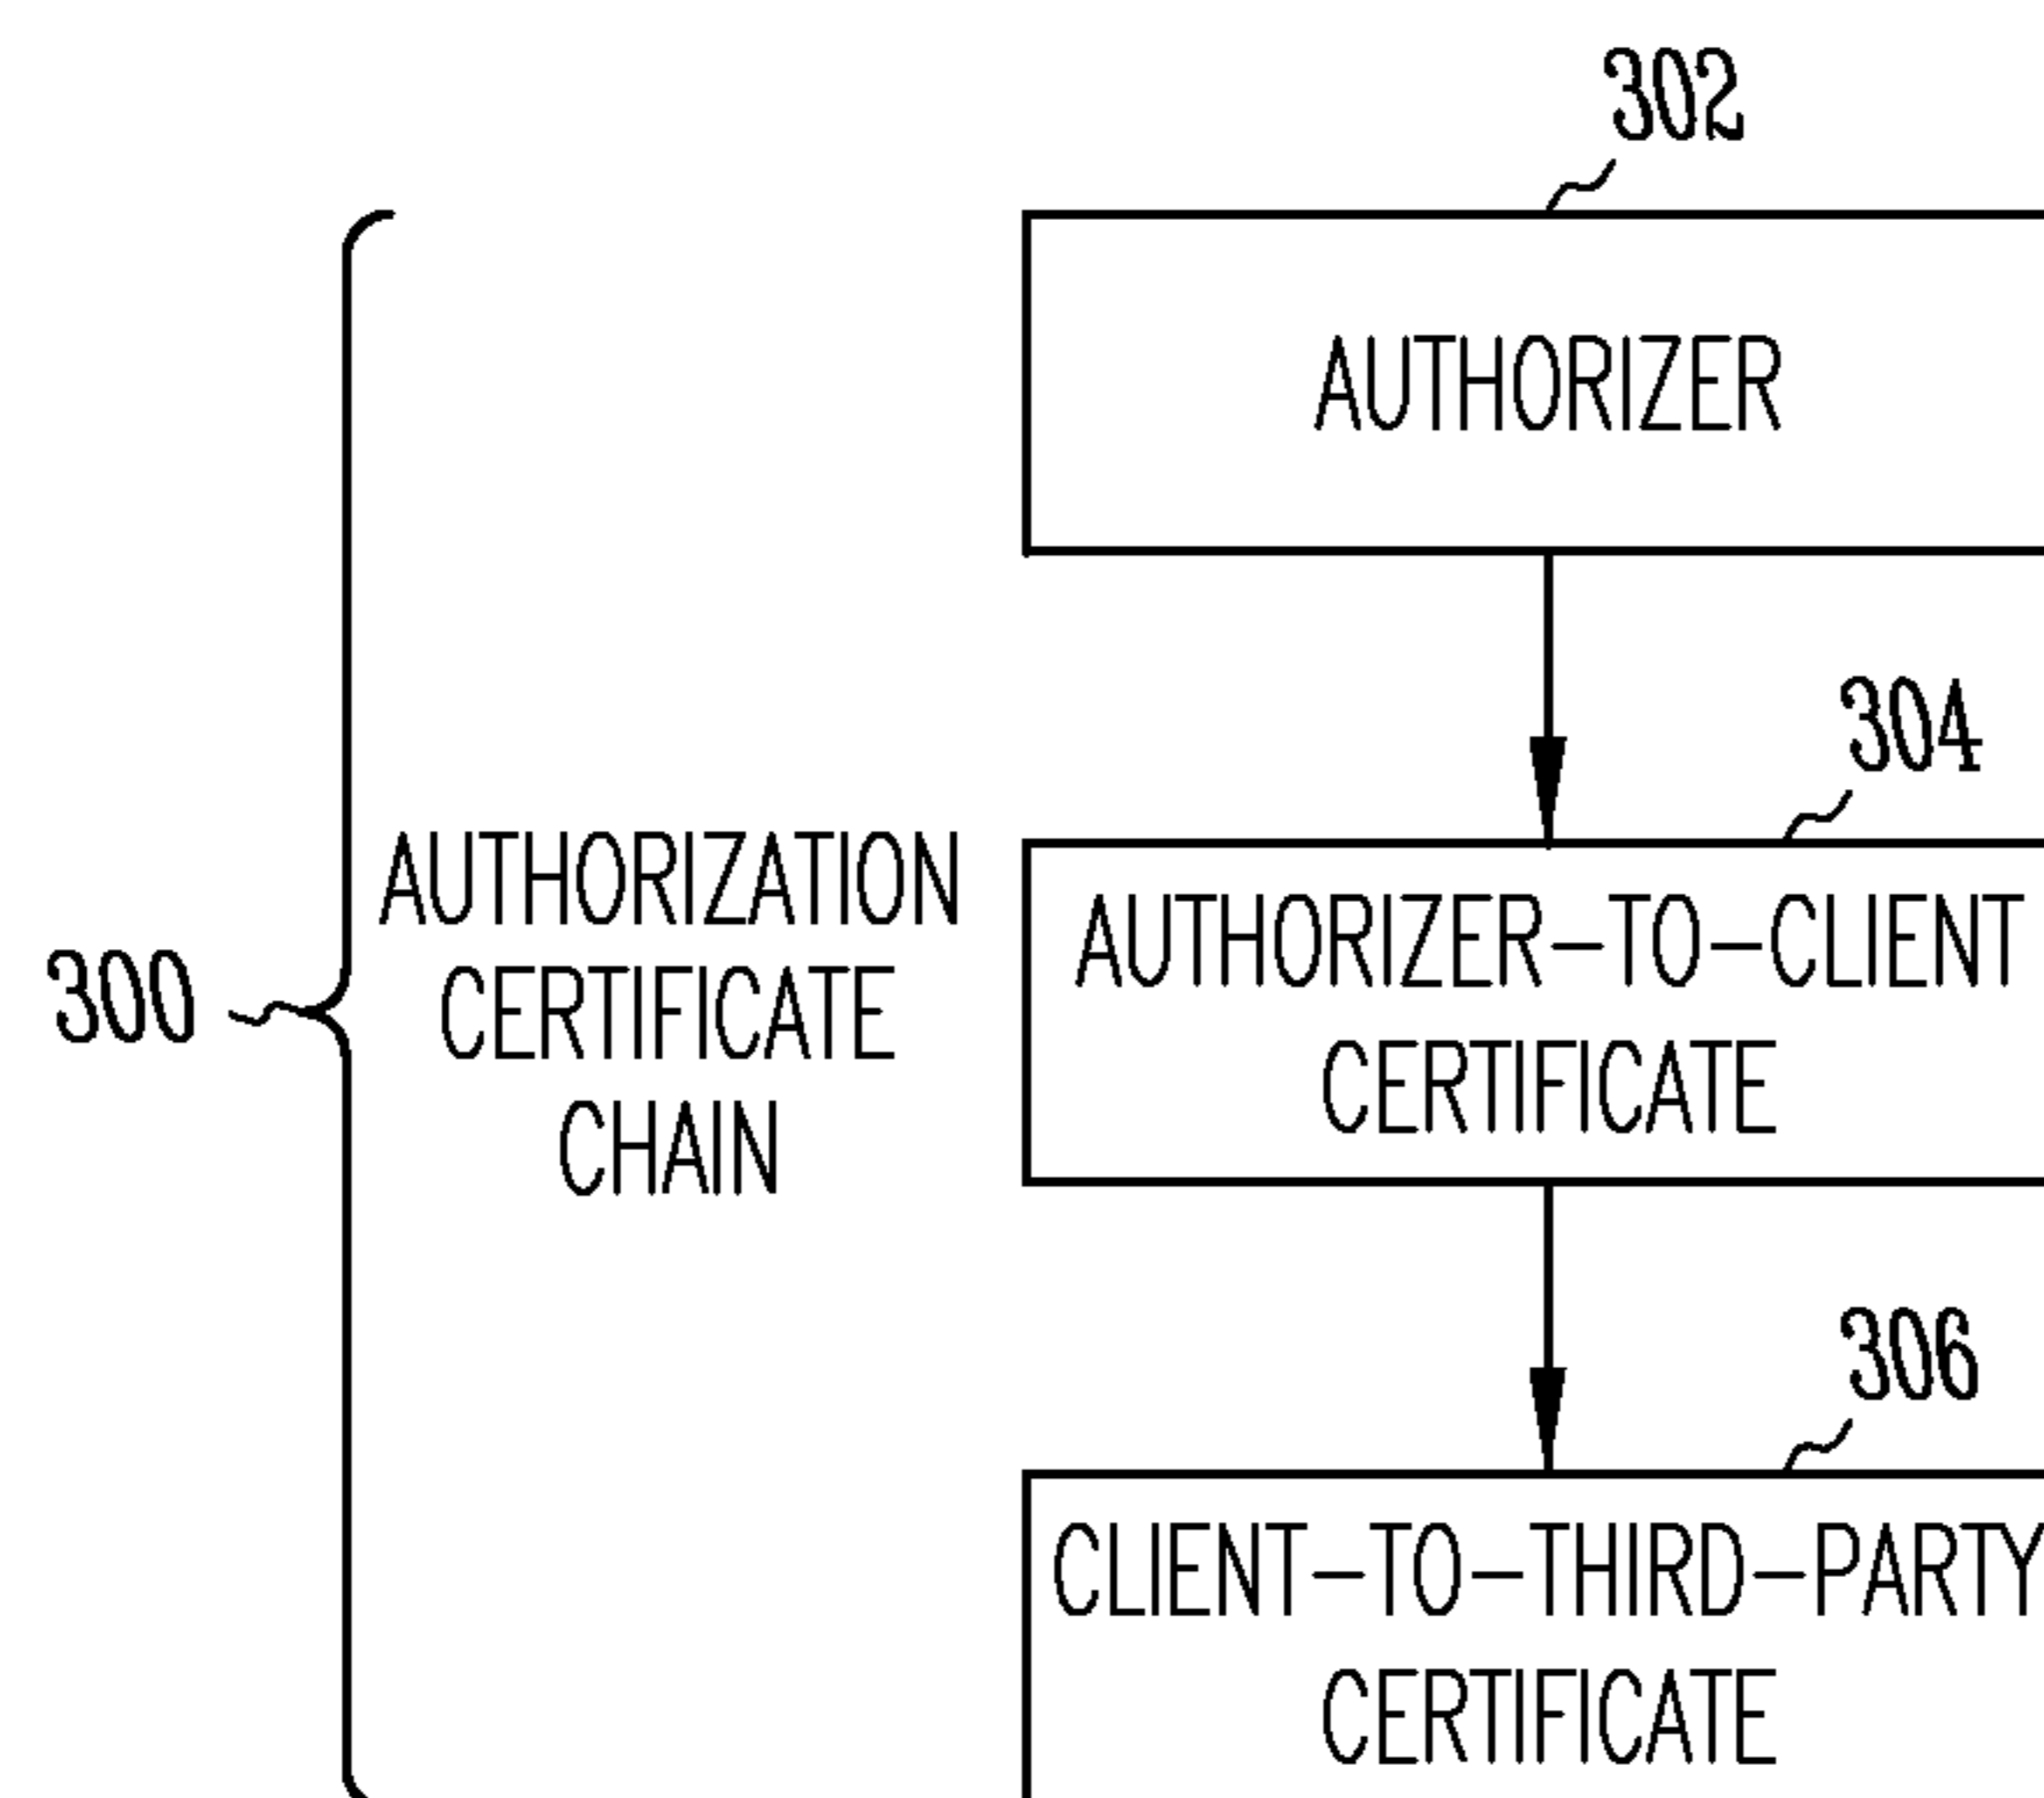 302
AUTHORIZER
304
AUTHORIZER-TO-CLIENT
CERTIFICATE
300
AUTHORIZATION
CERTIFICATE
CHAIN
306
CLIENT-TO-THIRD-PARTY
CERTIFICATE